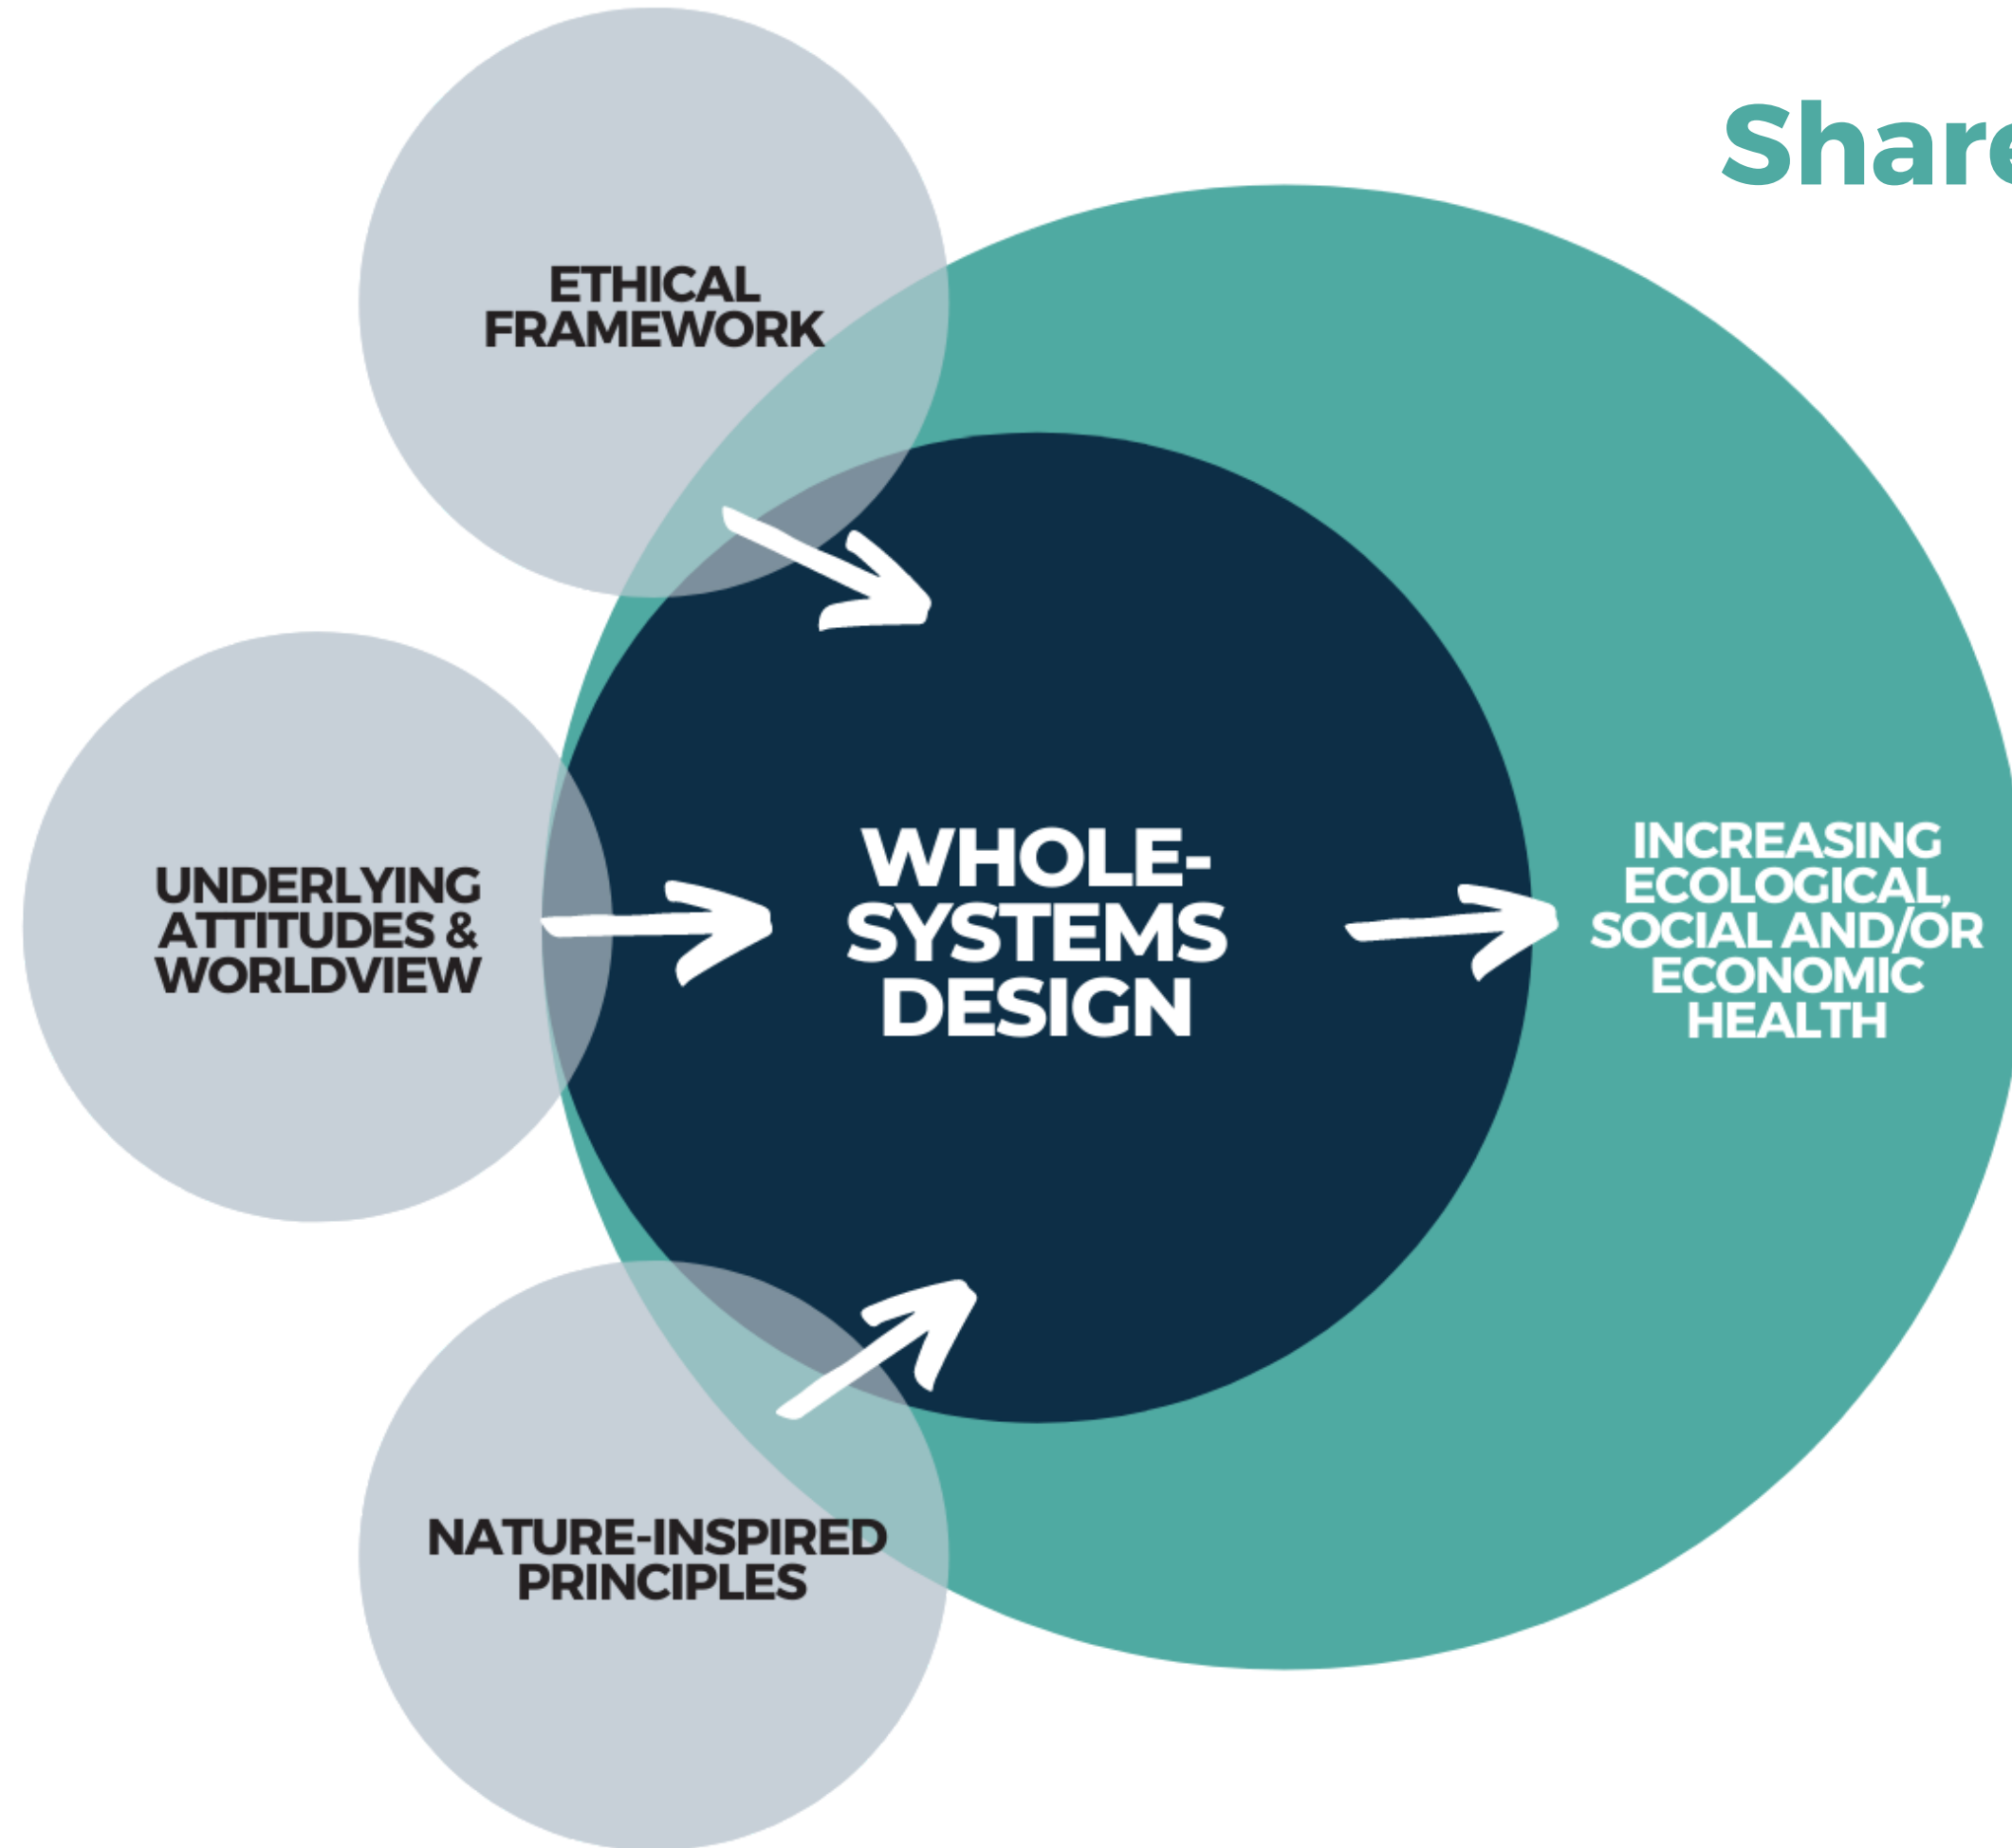 Share
ETHICAL
FRAMEWORK
UNDERLYING
ATTITUDES &
WORLDVIEW
WHOLE-
SYSTEMS
DESIGN
INCREASING
ECOLOGICAL,
SOCIAL AND/OR
ECONOMIC
HEALTH
NATURE-INSPIRED
PRINCIPLES